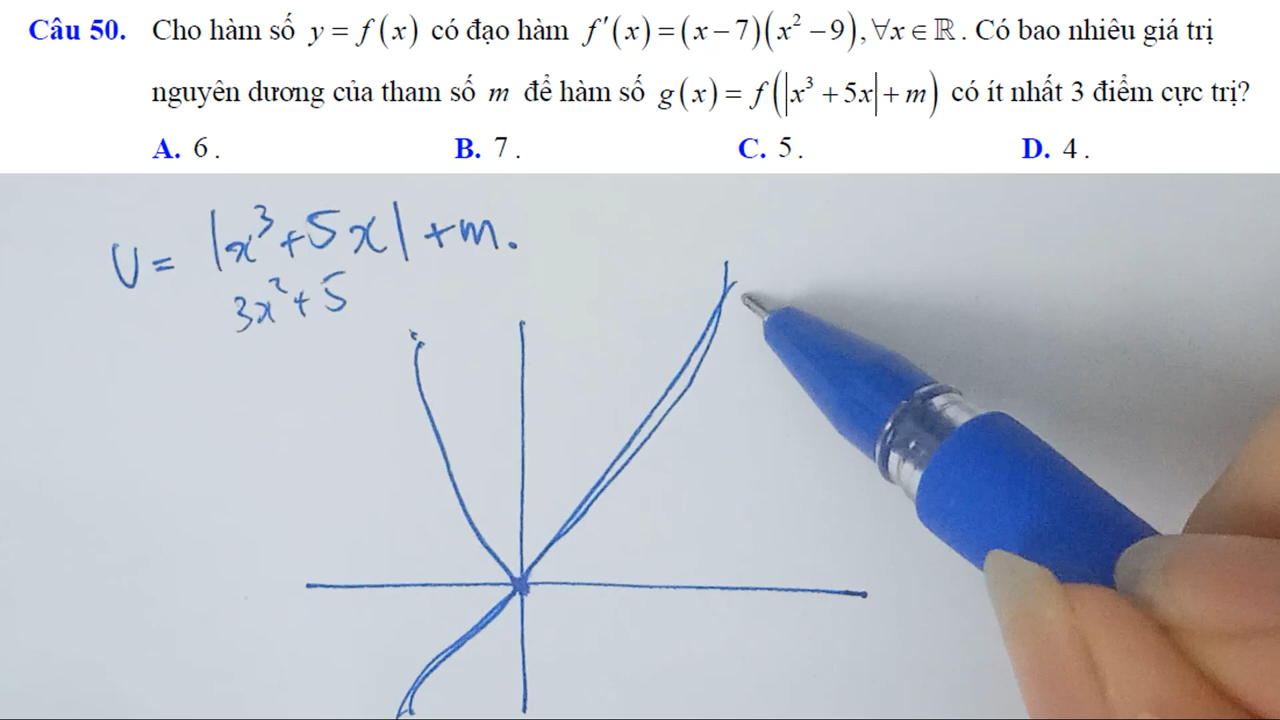 Câu 50. Cho hàm số y = f(x) có đạo hàm f'(x) = (x − 7)(x² − 9), ∀x ∈ ℝ. Có bao nhiêu giá trị
nguyên dương của tham số m để hàm số g(x) = f(|x³ + 5x| + m) có ít nhất 3 điểm cực trị?
A. 6. B. 7. C. 5. D. 4.
U = |x³ + 5x| + m.
3x² + 5